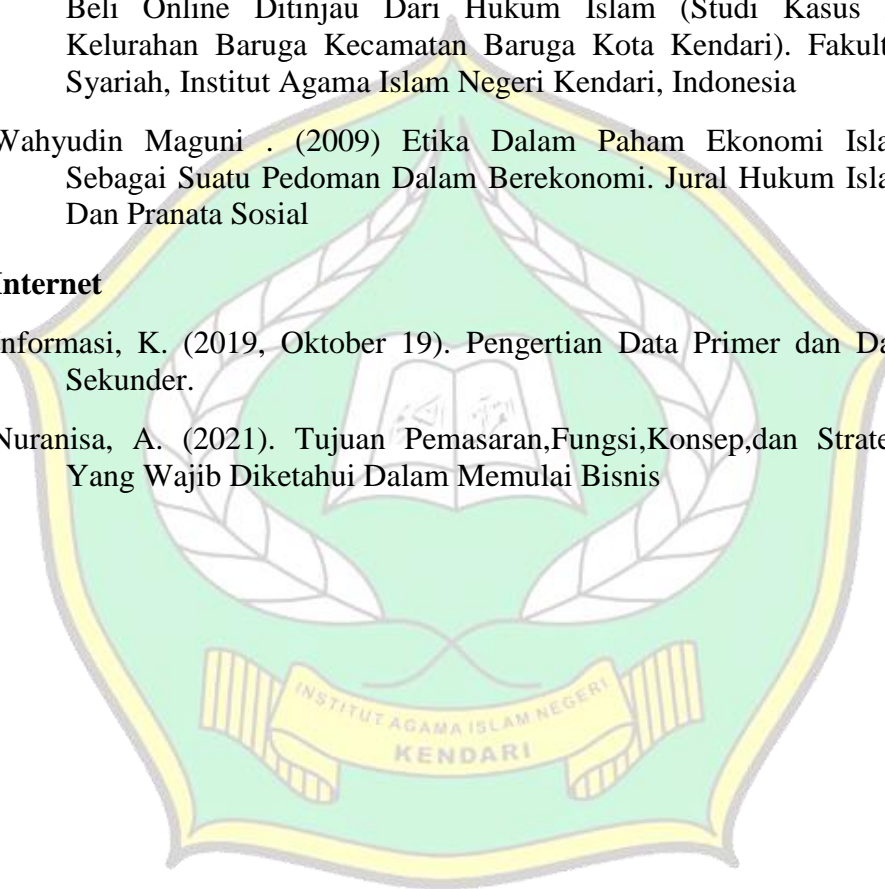 Beli Online Ditinjau Dari Hukum Islam (Studi Kasus
Kelurahan Baruga Kecamatan Baruga Kota Kendari). Fakult
Syariah, Institut Agama Islam Negeri Kendari, Indonesia
Wahyudin Maguni . (2009) Etika Dalam Paham Ekonomi Isla
Sebagai Suatu Pedoman Dalam Berekonomi. Jural Hukum Isla
Dan Pranata Sosial
Internet
nformasi, K. (2019, Oktober 19). Pengertian Data Primer dan Da
Sekunder.
Nuranisa, A. (2021). Tujuan Pemasaran,Fungsi,Konsep,dan Strate
Yang Wajib Diketahui Dalam Memulai Bisnis
INSTITUT AGAMA ISLAM NEGERI
KENDARI